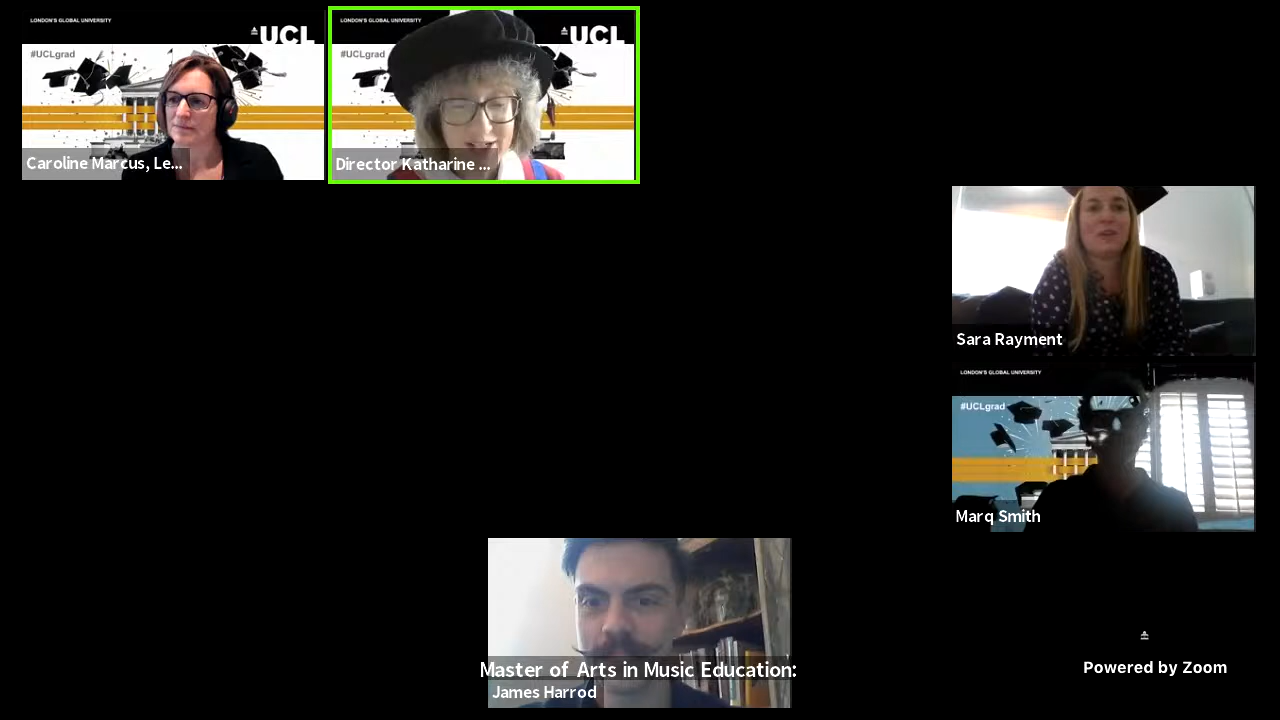 LONDON'S GLOBAL UNIVERSITY
UCL
#UCLgrad
Caroline Marcus, Le...
LONDON'S GLOBAL UNIVERSITY
UCL
#UCLgrad
Director Katharine ...
Sara Rayment
LONDON'S GLOBAL UNIVERSITY
#UCLgrad
Marq Smith
Master of Arts in Music Education:
James Harrod
Powered by Zoom